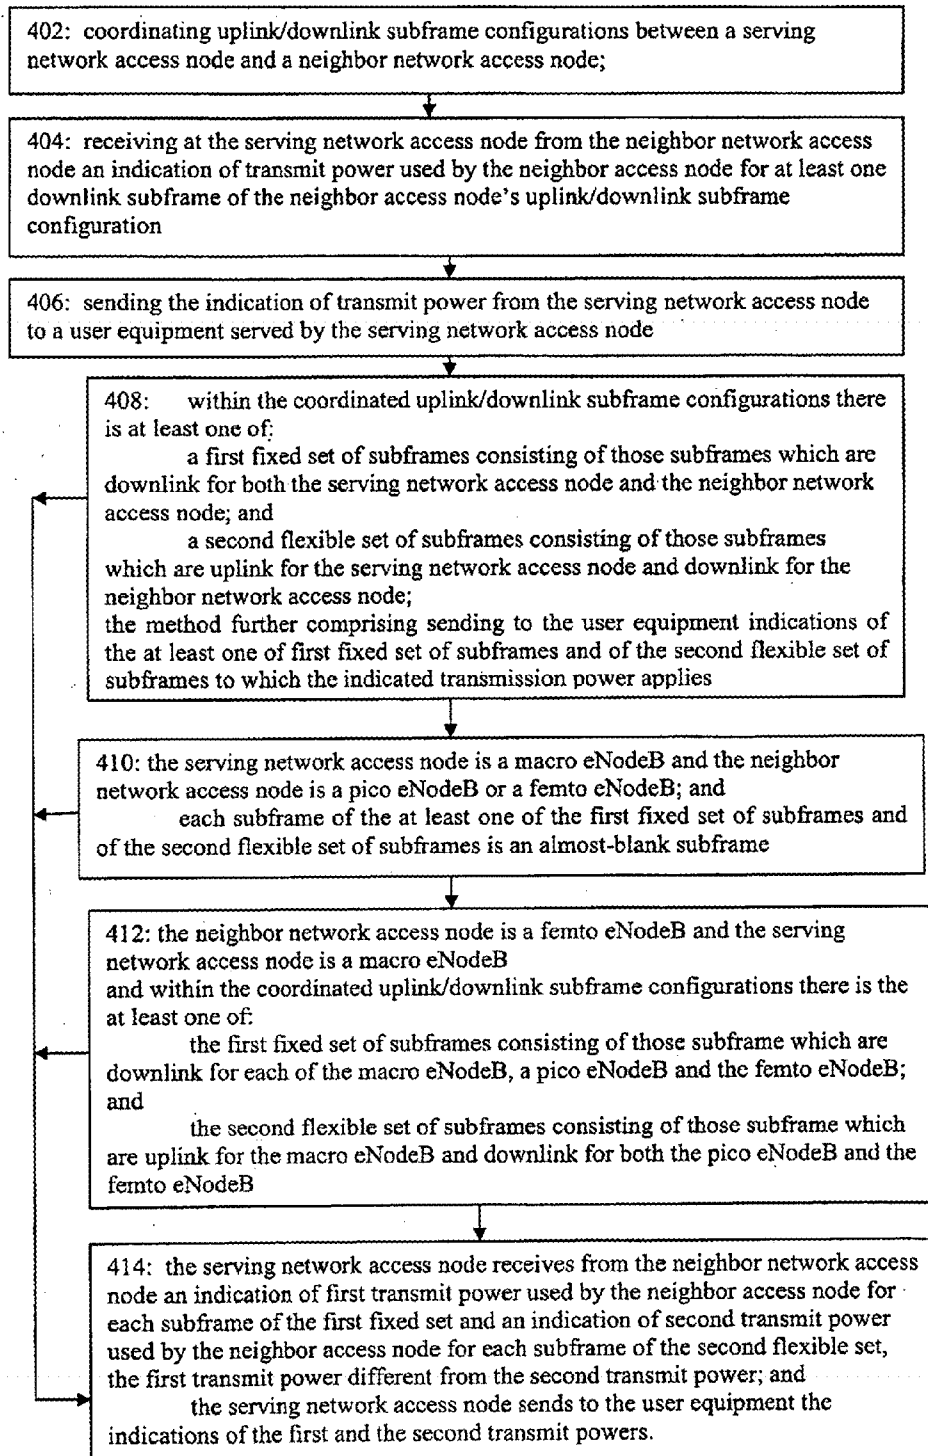 402: coordinating uplink/downlink subframe configurations between a serving
network access node and a neighbor network access node;
404: receiving at the serving network access node from the neighbor network access
node an indication of transmit power used by the neighbor access node for at least one
downlink subframe of the neighbor access node's uplink/downlink subframe
configuration
406: sending the indication of transmit power from the serving network access node
to a user equipment served by the serving network access node
408: within the coordinated uplink/downlink subframe configurations there
is at least one of:
a first fixed set of subframes consisting of those subframes which are
downlink for both the serving network access node and the neighbor network
access node; and
a second flexible set of subframes consisting of those subframes
which are uplink for the serving network access node and downlink for the
neighbor network access node;
the method further comprising sending to the user equipment indications of
the at least one of first fixed set of subframes and of the second flexible set of
subframes to which the indicated transmission power applies
410: the serving network access node is a macro eNodeB and the neighbor
network access node is a pico eNodeB or a femto eNodeB; and
each subframe of the at least one of the first fixed set of subframes and
of the second flexible set of subframes is an almost-blank subframe
412: the neighbor network access node is a femto eNodeB and the serving
network access node is a macro eNodeB
and within the coordinated uplink/downlink subframe configurations there is the
at least one of:
the first fixed set of subframes consisting of those subframe which are
downlink for each of the macro eNodeB, a pico eNodeB and the femto eNodeB;
and
the second flexible set of subframes consisting of those subframe which
are uplink for the macro eNodeB and downlink for both the pico eNodeB and the
femto eNodeB
414: the serving network access node receives from the neighbor network access
node an indication of first transmit power used by the neighbor access node for
each subframe of the first fixed set and an indication of second transmit power
used by the neighbor access node for each subframe of the second flexible set,
the first transmit power different from the second transmit power; and
the serving network access node sends to the user equipment the
indications of the first and the second transmit powers.